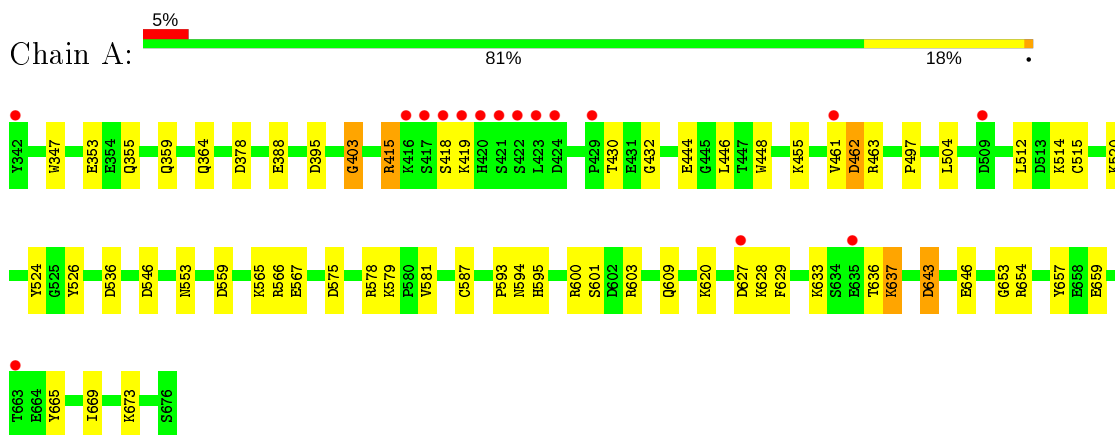 5%
Chain A:
81% 18% •
Y342 W347 E353 E354 Q355 Q359 Q364 D378 E388 D395 G403 R415 K416 S417 S418 K419 H420 S421 S422 L423 D424 P429 T430 E431 G432 E444 G445 L446 T447 W448 K455 V461 D462 R463 P497 L504 D509 L512 D513 K514 C515 K520
Y524 G525 Y526 D536 D546 N553 D559 K565 R566 E567 D575 R578 K579 P580 V581 C587 P593 N594 H595 R600 S601 D602 R603 Q609 K620 D627 K628 F629 K633 S634 E635 T636 K637 D643 E646 G653 R654 Y657 E658 E659
T663 E664 Y665 I669 K673 S676